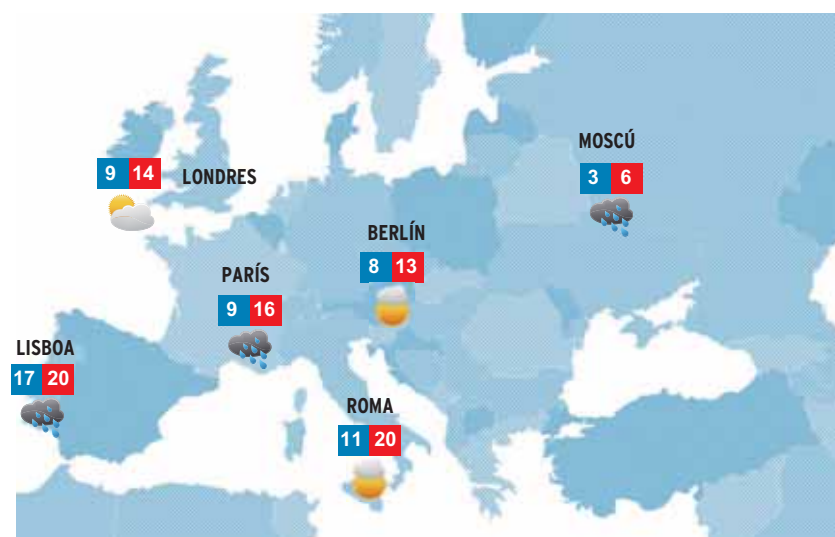 MOSCÚ
3 6
9 14 LONDRES
BERLÍN
8 13
PARÍS
9 16
LISBOA
17 20
ROMA
11 20